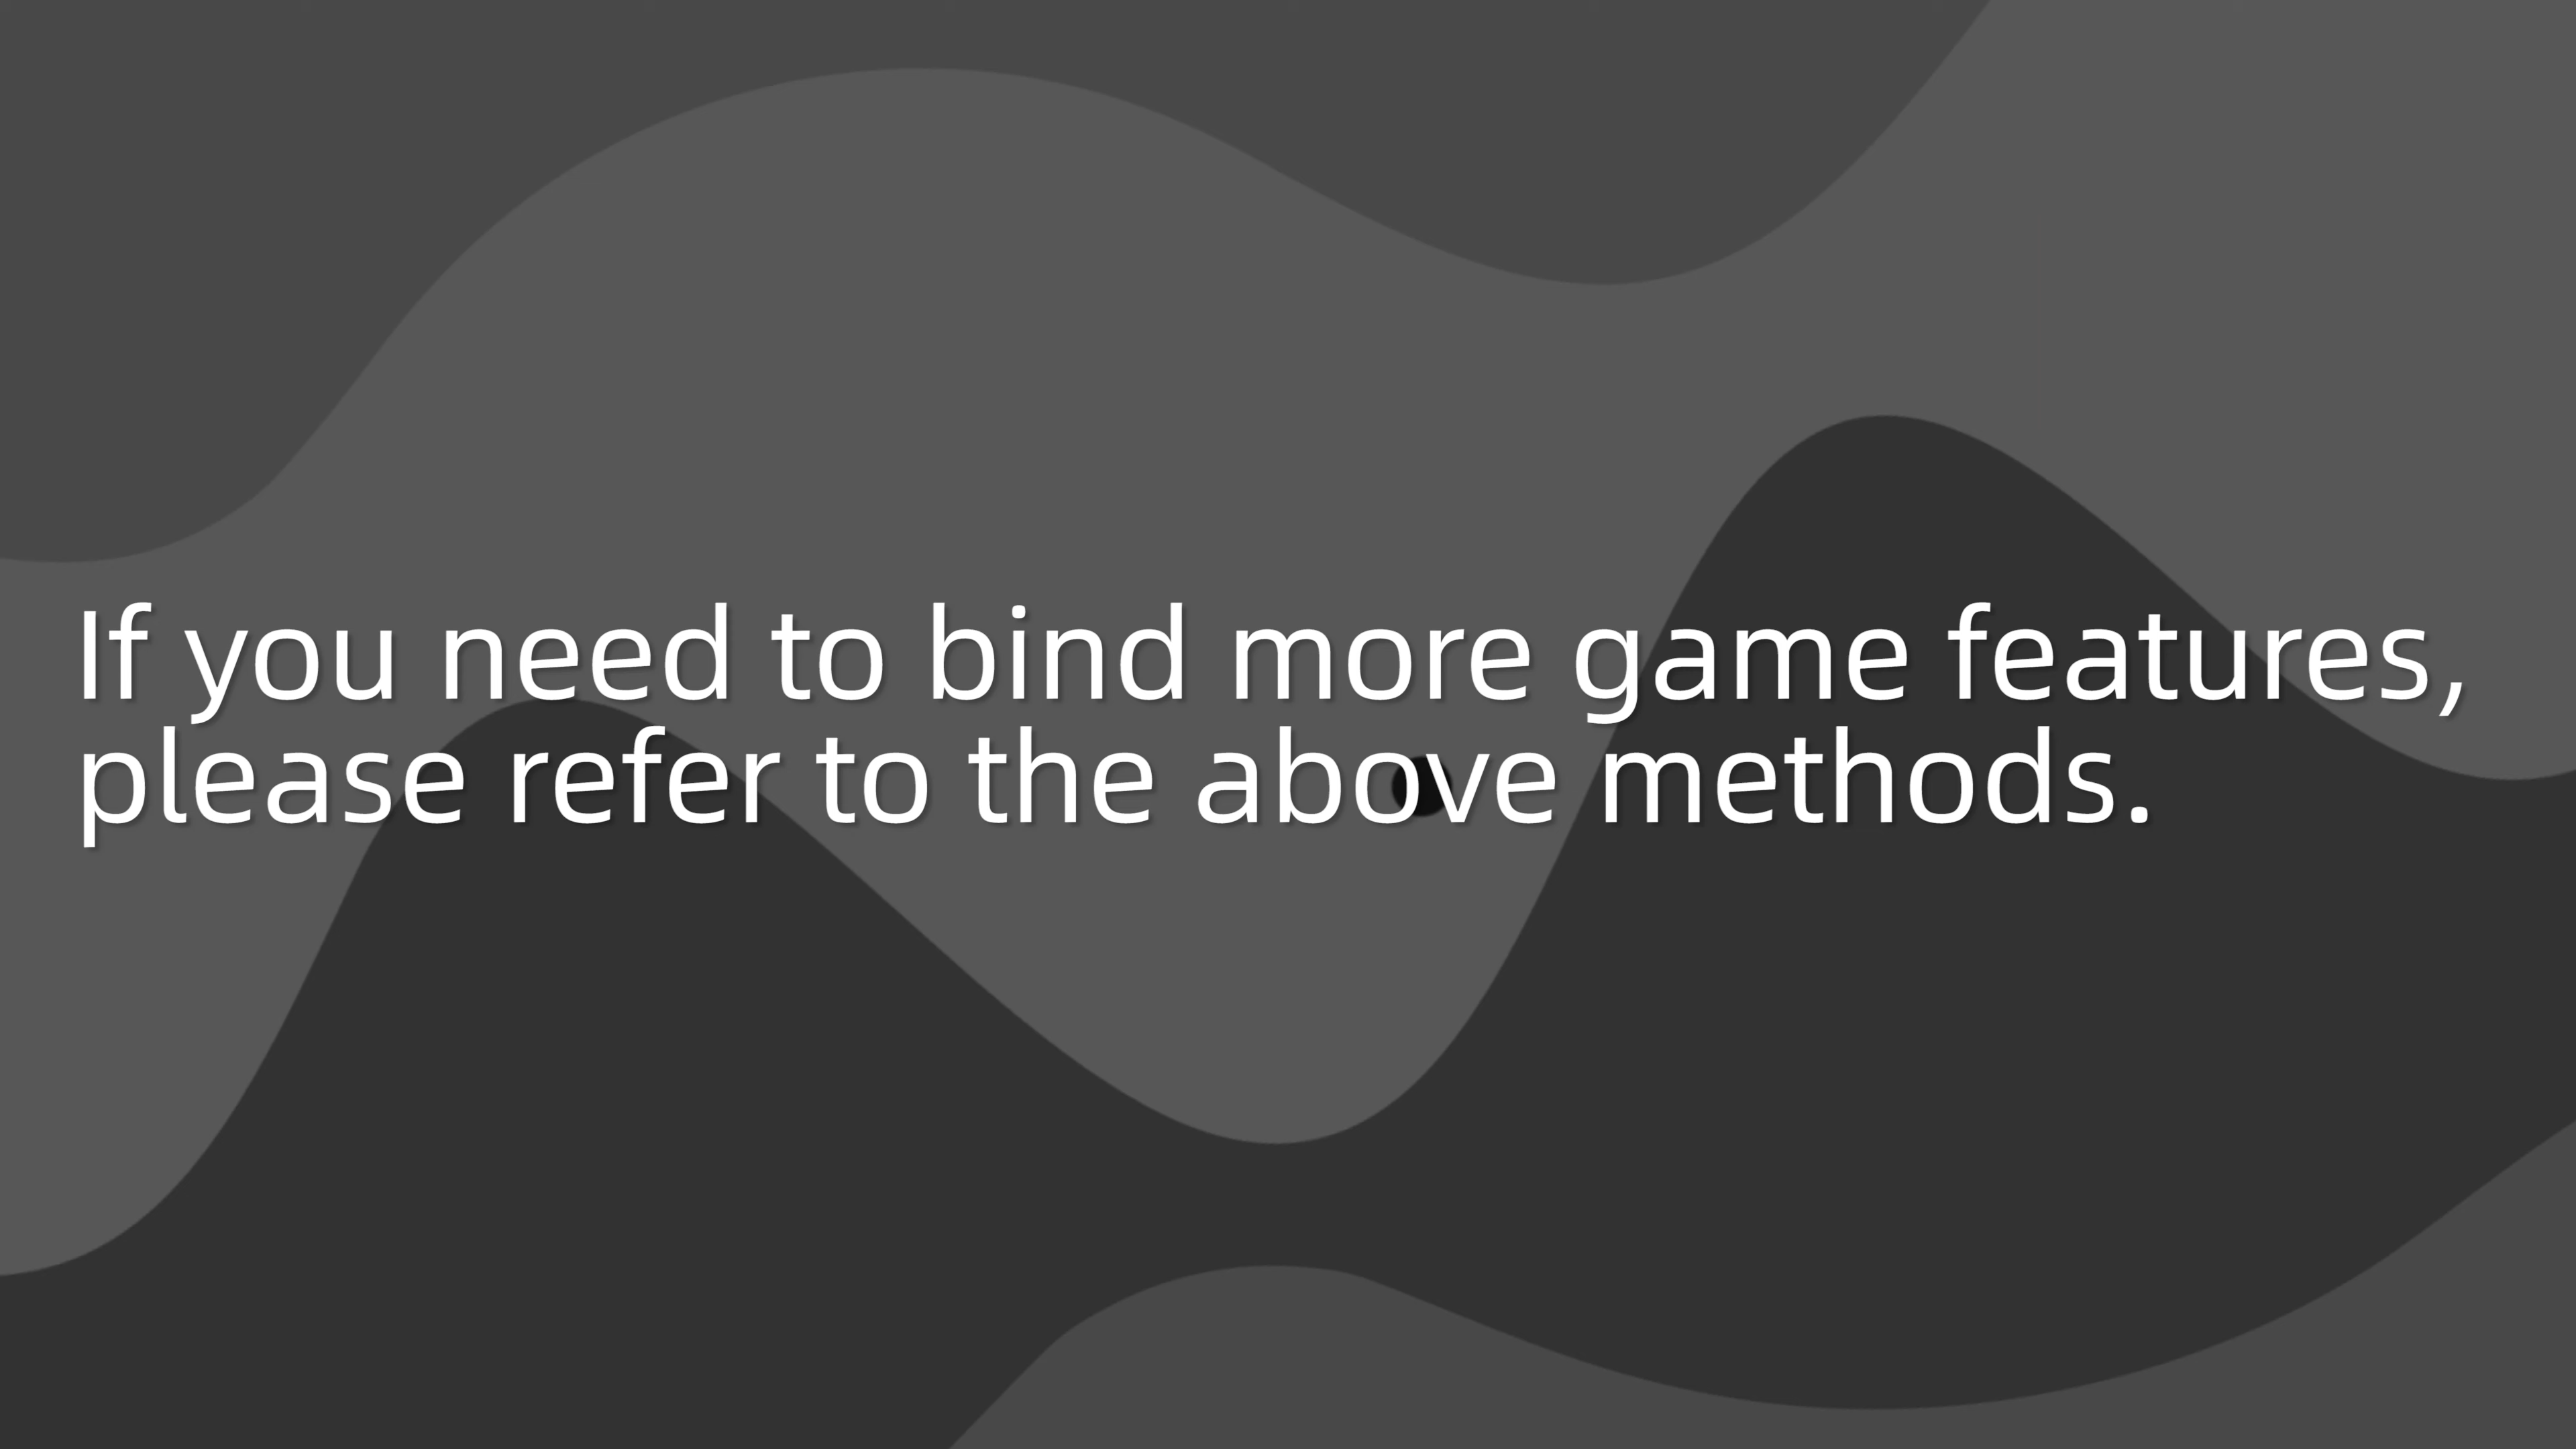 If you need to bind more game features,
please refer to the above methods.